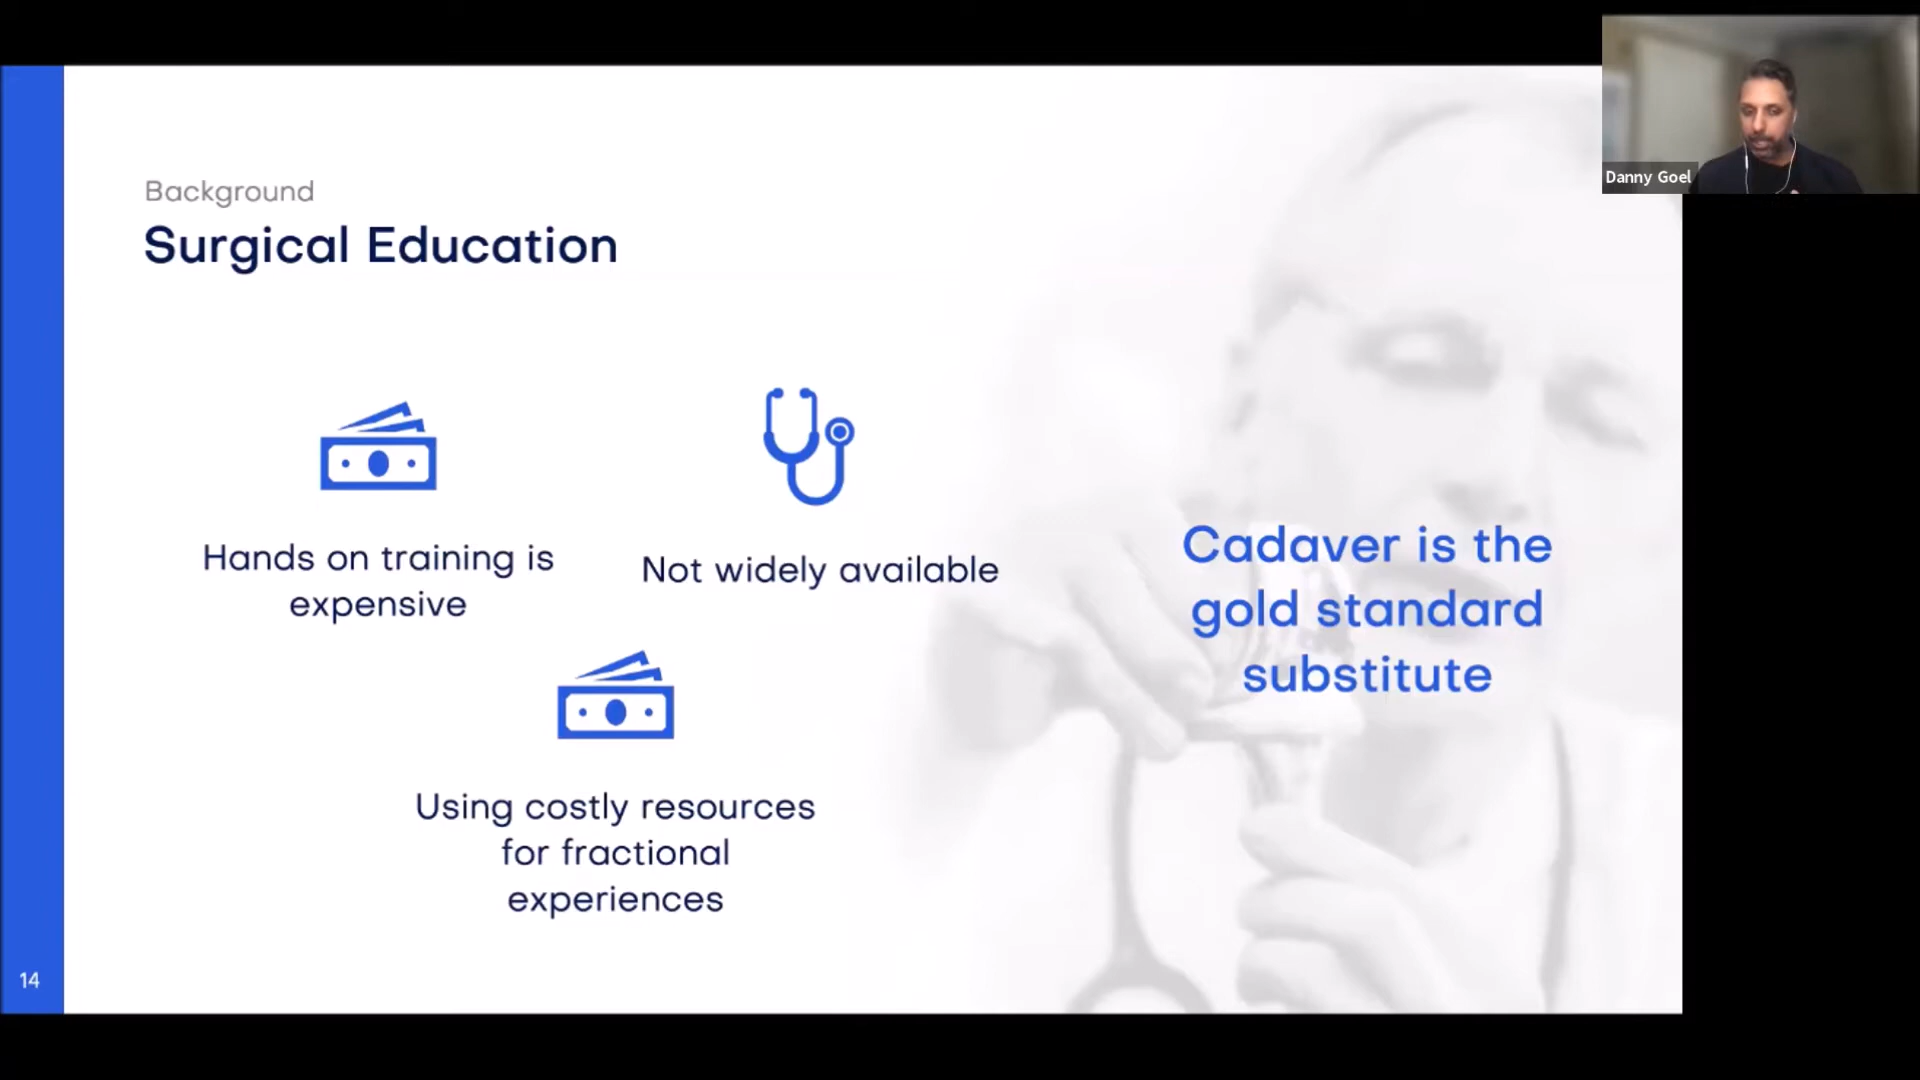 Danny Goel
Background
Surgical Education
Hands on training is
expensive
Not widely available
Using costly resources
for fractional
experiences
Cadaver is the
gold standard
substitute
14